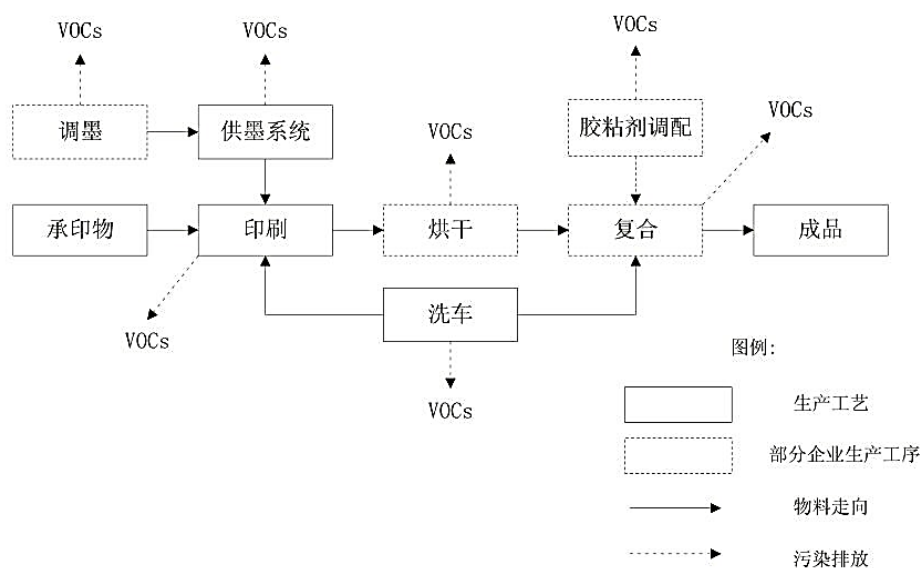 VOCs
VOCs
VOCs
调墨
供墨系统
VOCs
胶粘剂调配
VOCs
承印物
印刷
烘干
复合
成品
VOCs
洗车
VOCs
图例:
生产工艺
部分企业生产工序
物料走向
污染排放